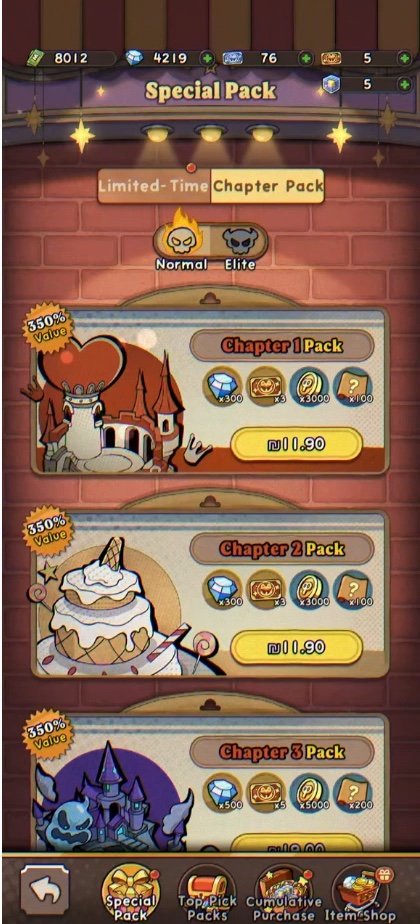 8012
4219
76
5
Special Pack
5
Limited-Time
Chapter Pack
Normal
Elite
350%
Value
Chapter 1 Pack
x300
x3
x3000
?
x100
₪11.90
350%
Value
Chapter 2 Pack
x300
x3
x3000
?
x100
₪11.90
350%
Value
Chapter 3 Pack
x500
x5
x5000
?
x200
₪19.00
Special
Pack
Top Pick
Packs
Cumulative
Purchase
Item Shop